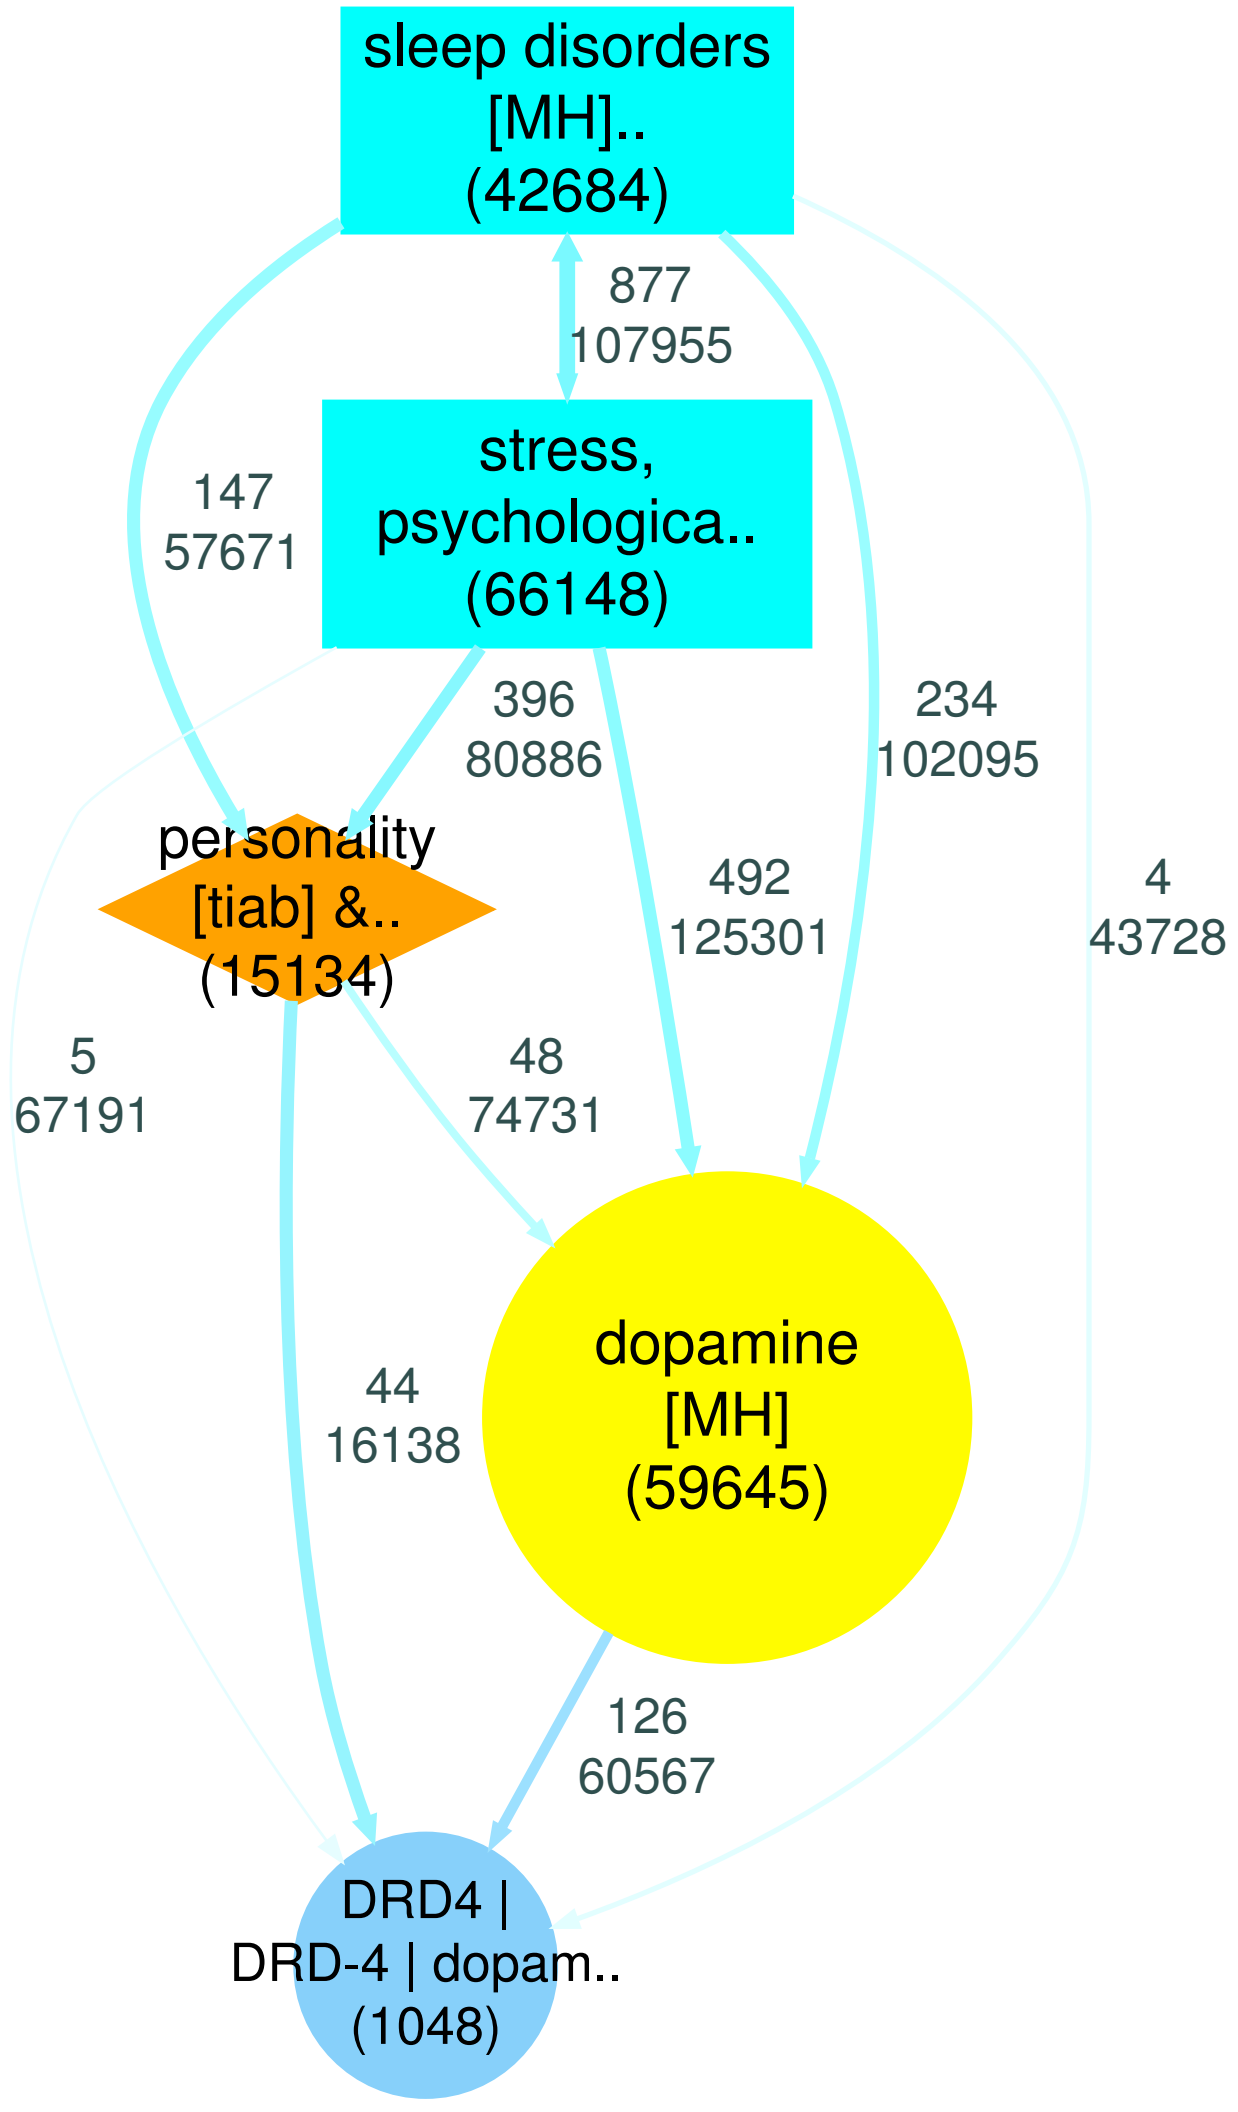 sleep disorders
[MH]..
(42684)
877
107955
stress,
psychologica..
(66148)
147
57671
396
80886
234
102095
personality
[tiab] &..
(15134)
492
125301
4
43728
5
67191
48
74731
dopamine
[MH]
(59645)
44
16138
126
60567
DRD4 |
DRD-4 | dopam..
(1048)